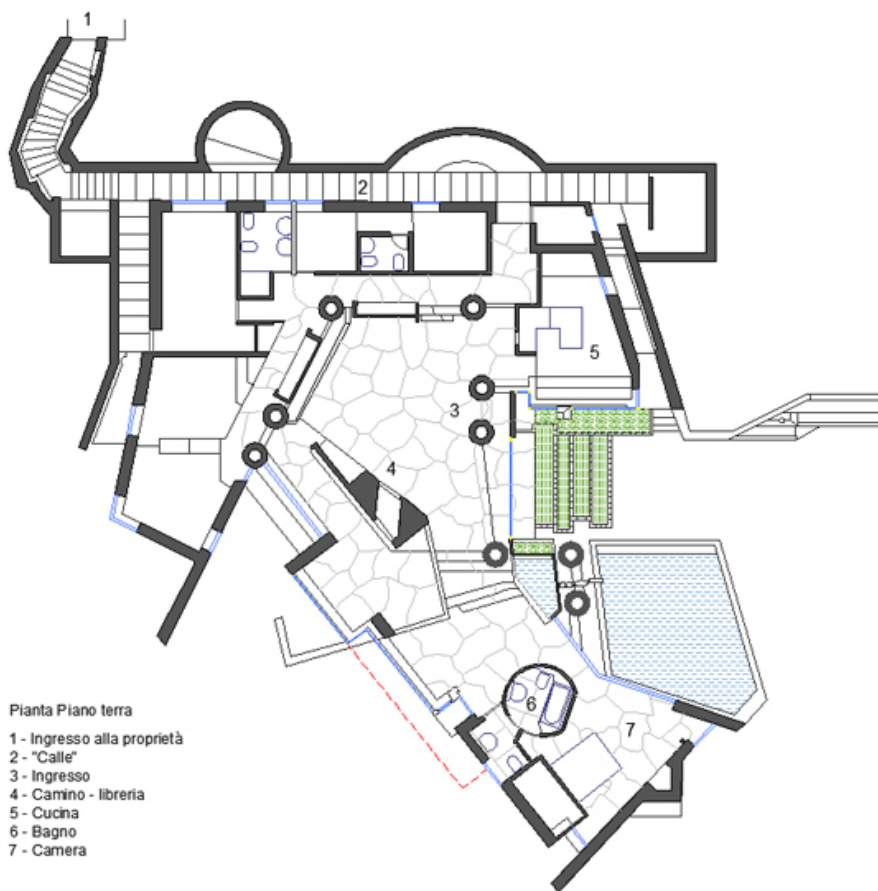 1
2
3
4
5
6
7
Pianta Piano terra
1 - Ingresso alla proprietà
2 - "Calle"
3 - Ingresso
4 - Camino - libreria
5 - Cucina
6 - Bagno
7 - Camera